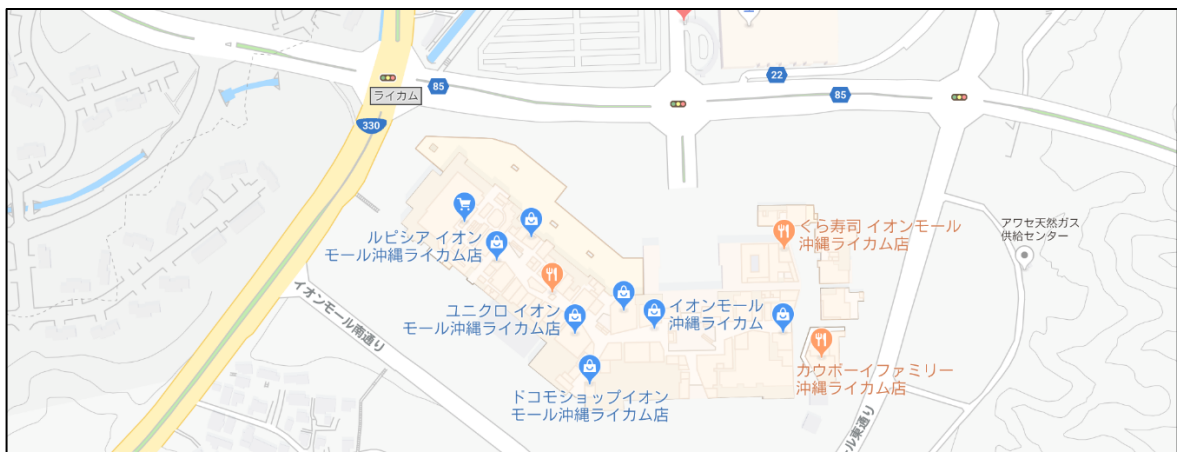 22
85
85
ライカム
330
くら寿司 イオンモール
沖縄ライカム店
アワセ天然ガス
供給センター
ルピシア イオン
モール沖縄ライカム店
イオンモール南通り
ユニクロ イオン
モール沖縄ライカム店
イオンモール
沖縄ライカム
カウボーイファミリー
沖縄ライカム店
ドコモショップイオン
モール沖縄ライカム店
ール東通り